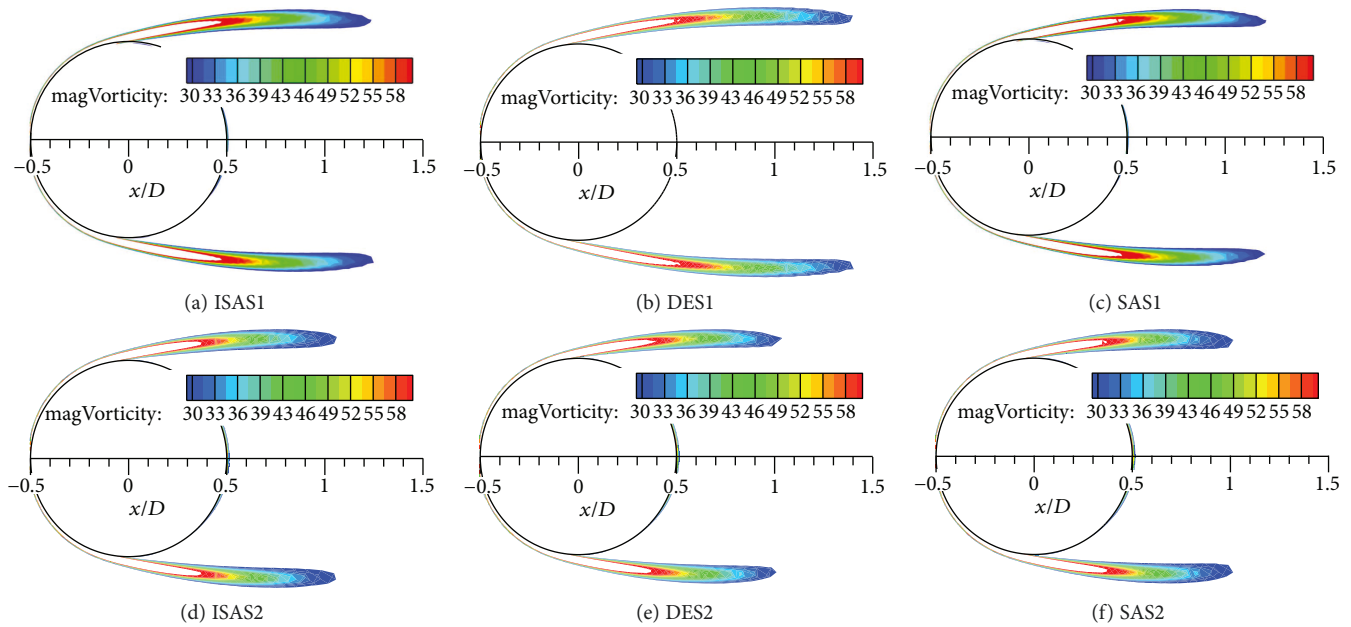 magVorticity:
30 33 36 39 43 46 49 52 55 58
−0.5 0 0.5 1 1.5
x/D
(a) ISAS1
magVorticity:
30 33 36 39 43 46 49 52 55 58
−0.5 0 0.5 1 1.5
x/D
(b) DES1
magVorticity:
30 33 36 39 43 46 49 52 55 58
−0.5 0 0.5 1 1.5
x/D
(c) SAS1
magVorticity:
30 33 36 39 43 46 49 52 55 58
−0.5 0 0.5 1 1.5
x/D
(d) ISAS2
magVorticity:
30 33 36 39 43 46 49 52 55 58
−0.5 0 0.5 1 1.5
x/D
(e) DES2
magVorticity:
30 33 36 39 43 46 49 52 55 58
−0.5 0 0.5 1 1.5
x/D
(f) SAS2